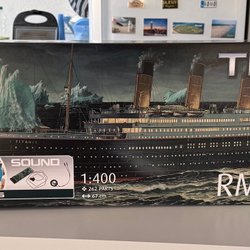 TI
TITANIC
SOUND
1:400
262 PARTS
67 cm
RM